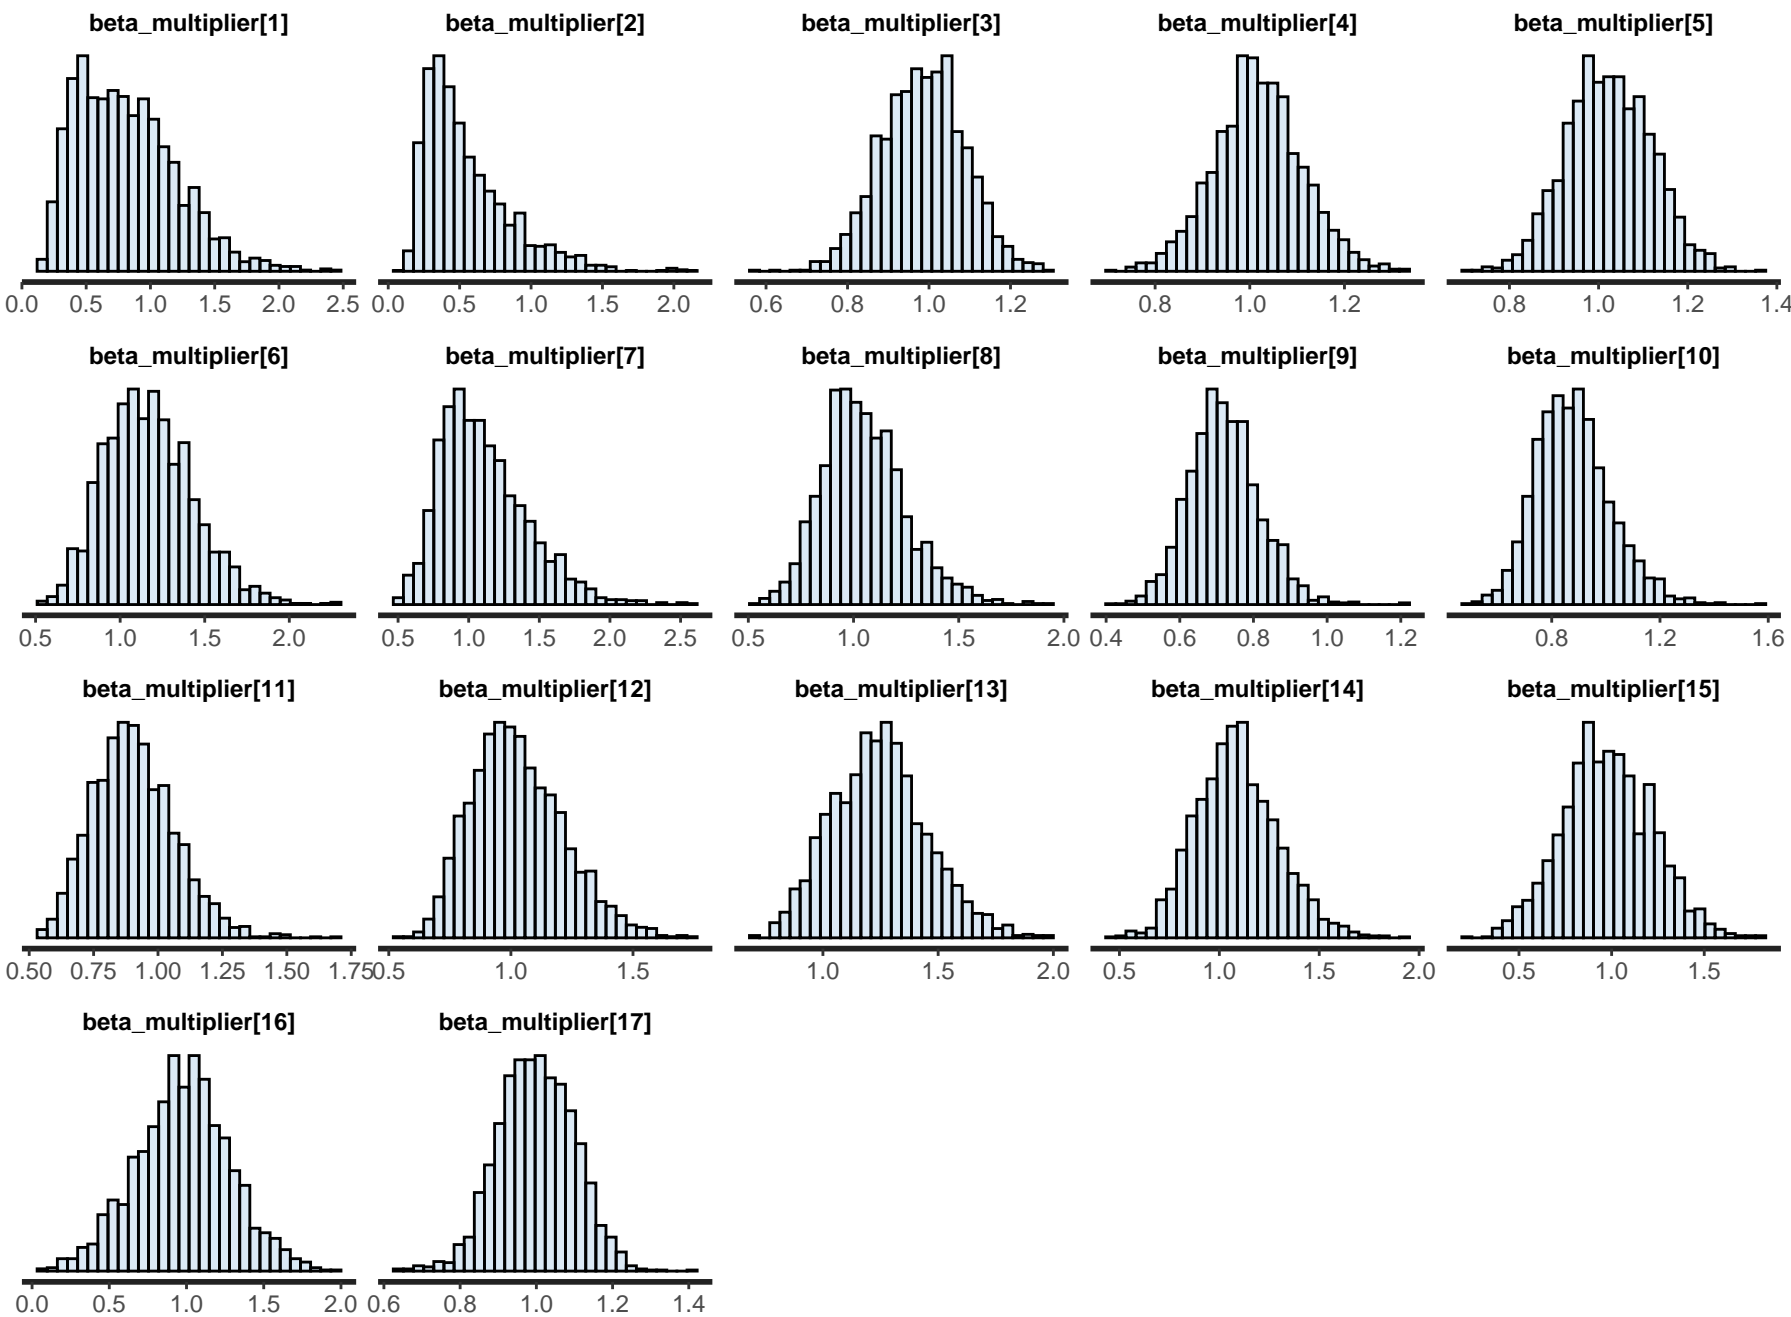 beta_multiplier[1] beta_multiplier[2] beta_multiplier[3] beta_multiplier[4] beta_multiplier[5]
0.0 0.5 1.0 1.5 2.0 2.5 0.0 0.5 1.0 1.5 2.0 0.6 0.8 1.0 1.2 0.8 1.0 1.2 0.8 1.0 1.2 1.4
beta_multiplier[6] beta_multiplier[7] beta_multiplier[8] beta_multiplier[9] beta_multiplier[10]
0.5 1.0 1.5 2.0 0.5 1.0 1.5 2.0 2.5 0.5 1.0 1.5 2.0 0.4 0.6 0.8 1.0 1.2 0.8 1.2 1.6
beta_multiplier[11] beta_multiplier[12] beta_multiplier[13] beta_multiplier[14] beta_multiplier[15]
0.50 0.75 1.00 1.25 1.50 1.75 0.5 1.0 1.5 1.0 1.5 2.0 0.5 1.0 1.5 2.0 0.5 1.0 1.5
beta_multiplier[16] beta_multiplier[17]
0.0 0.5 1.0 1.5 2.0 0.6 0.8 1.0 1.2 1.4